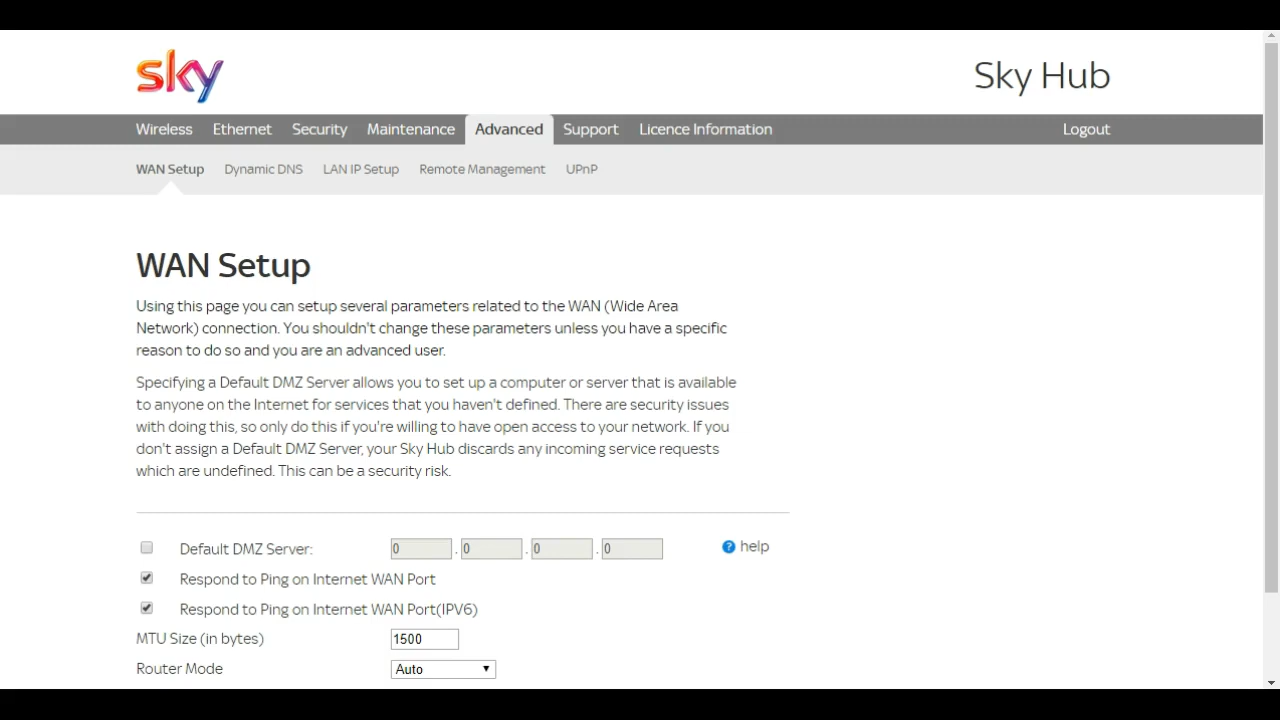 sky
Sky Hub
Wireless Ethernet Security Maintenance Advanced Support Licence Information Logout
WAN Setup Dynamic DNS LAN IP Setup Remote Management UPnP
WAN Setup
Using this page you can setup several parameters related to the WAN (Wide Area
Network) connection. You shouldn't change these parameters unless you have a specific
reason to do so and you are an advanced user.
Specifying a Default DMZ Server allows you to set up a computer or server that is available
to anyone on the Internet for services that you haven't defined. There are security issues
with doing this, so only do this if you're willing to have open access to your network. If you
don't assign a Default DMZ Server, your Sky Hub discards any incoming service requests
which are undefined. This can be a security risk.
Default DMZ Server: 0 . 0 . 0 . 0 ? help
Respond to Ping on Internet WAN Port
Respond to Ping on Internet WAN Port(IPV6)
MTU Size (in bytes) 1500
Router Mode Auto